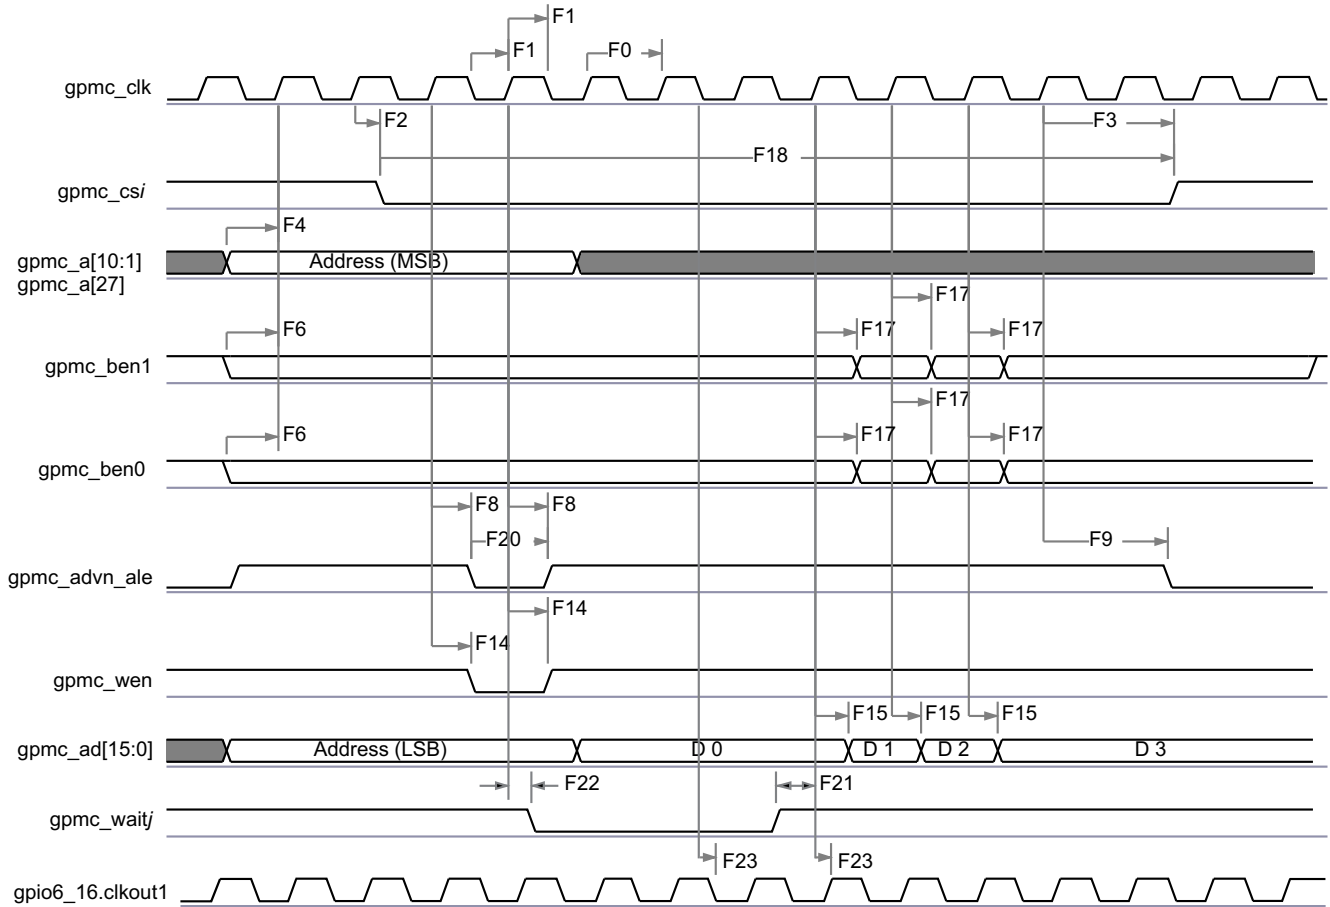 F1
F1 F0
gpmc_clk
F2 F3
F18
gpmc_csi
F4
gpmc_a[10:1] Address (MSB)
gpmc_a[27]
F17
F6 F17 F17
gpmc_ben1
F17
F6 F17 F17
gpmc_ben0
F8 F8
F20 F9
gpmc_advn_ale
F14
F14
gpmc_wen
F15 F15 F15
gpmc_ad[15:0] Address (LSB) D 0 D 1 D 2 D 3
F22 F21
gpmc_waitj
F23 F23
gpio6_16.clkout1